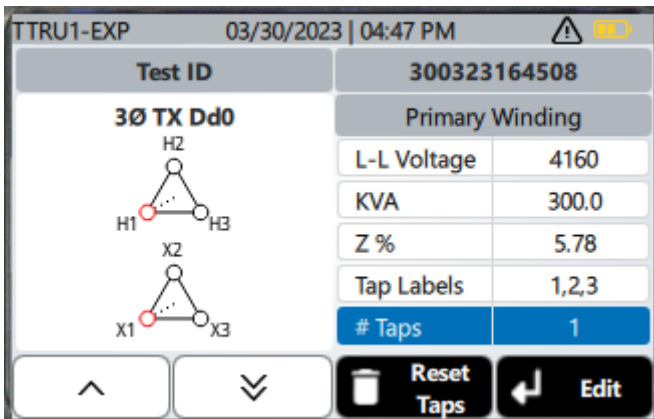 TTRU1-EXP 03/30/2023 | 04:47 PM
Test ID 300323164508
3Ø TX Dd0
H2
H1 H3
X2
X1 X3
Primary Winding
L-L Voltage 4160
KVA 300.0
Z % 5.78
Tap Labels 1,2,3
# Taps 1
Reset
Taps
Edit